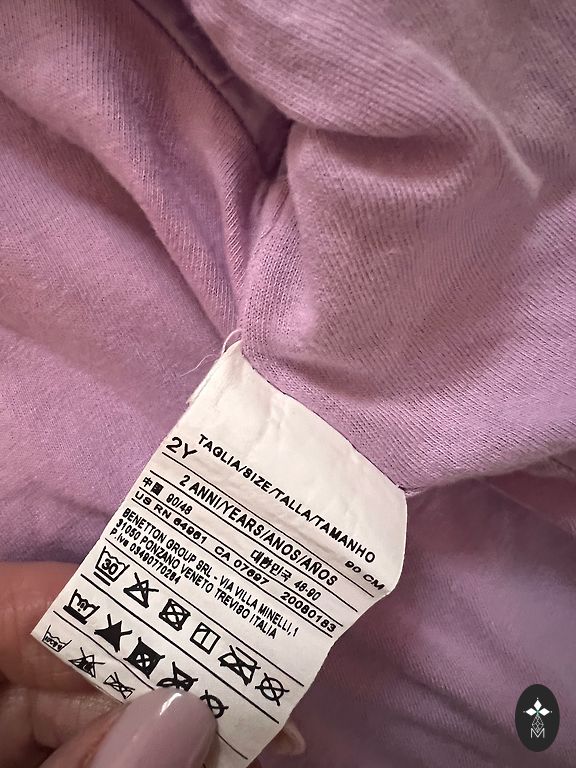 TAGLIA/SIZE/TALLA/TAMANHO
2Y 90 CM
2 ANNI/YEARS/ANOS/AÑOS
中国 90/48 대한민국 48-90
US RN 64961 CA 07697 20080183
BENETTON GROUP SRL - VIA VILLA MINELLI,1
31050 PONZANO VENETO TREVISO ITALIA
P.iva 03490770264
30